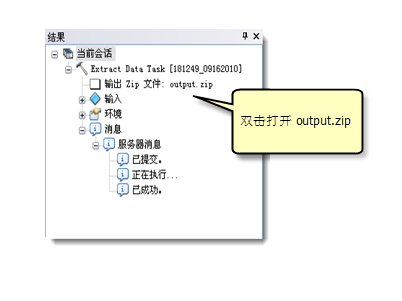 结果
当前会话
Extract Data Task [181249_09162010]
输出 Zip 文件: output.zip
输入
环境
消息
服务器消息
已提交。
正在执行...
已成功。
双击打开 output.zip